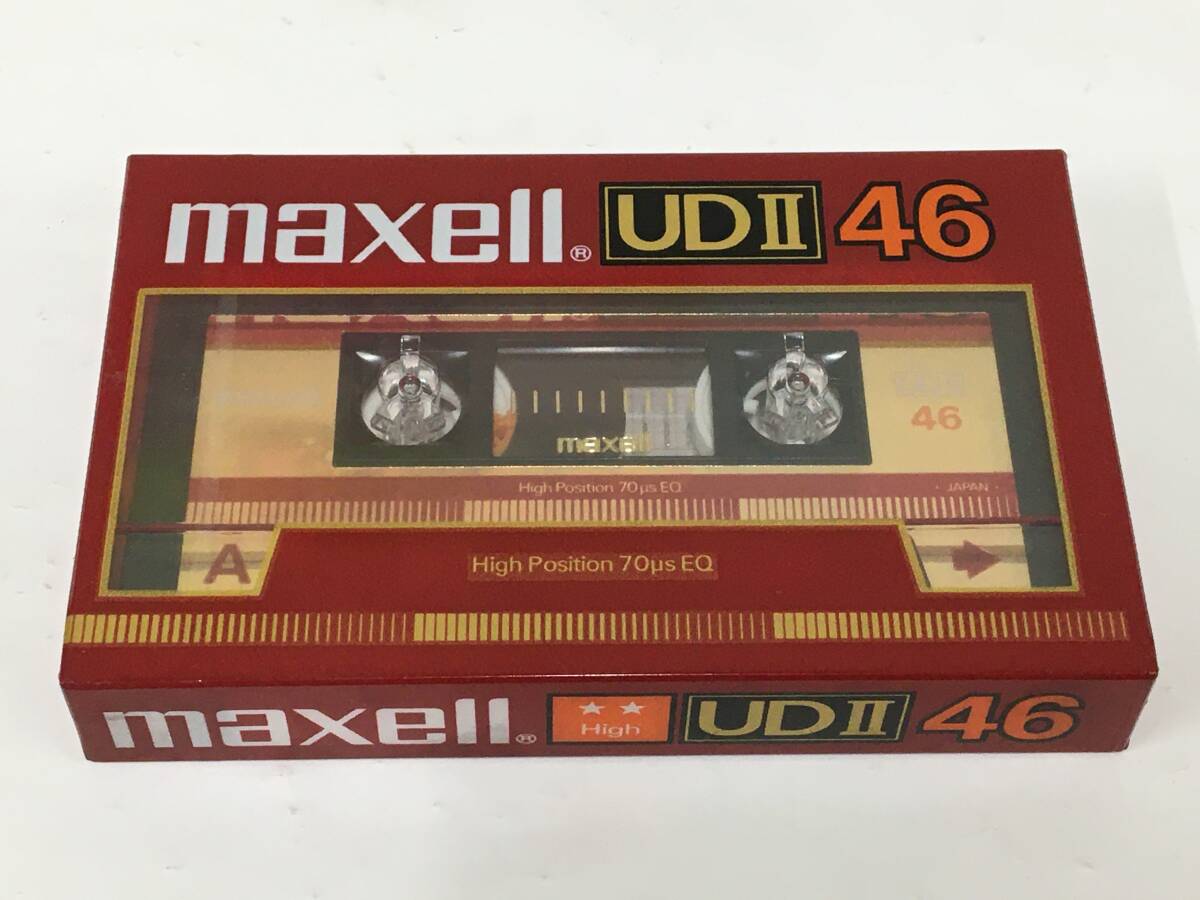 maxell® UDII 46
46
maxell
High Position 70μs EQ
· JAPAN ·
A
High Position 70μs EQ
maxell® High UDII 46